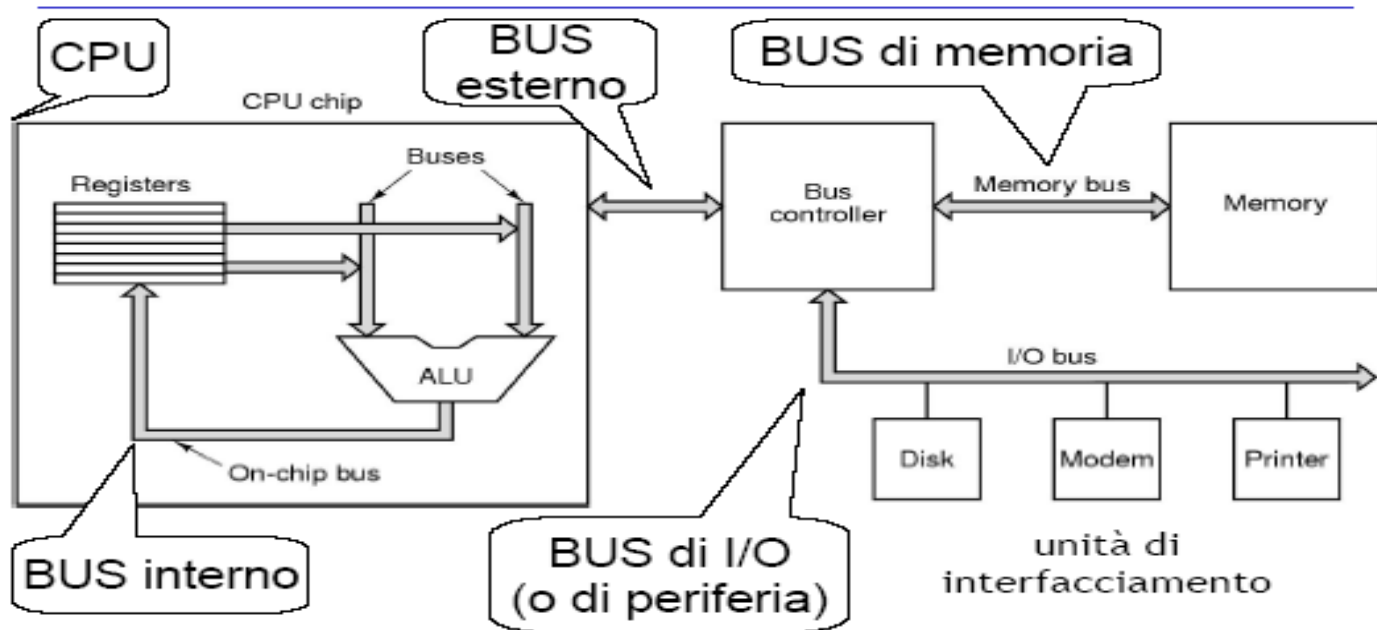 CPU
BUS
esterno
BUS di memoria
CPU chip
Buses
Registers
Bus
controller
Memory bus
Memory
ALU
I/O bus
On-chip bus
Disk
Modem
Printer
BUS interno
BUS di I/O
(o di periferia)
unità di
interfacciamento